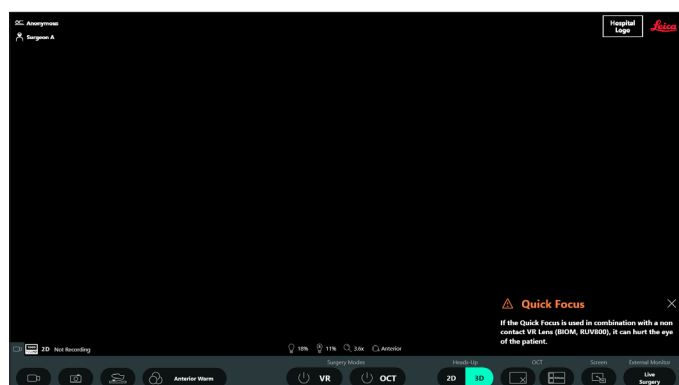 Anonymous
Surgeon A
Hospital
Logo
Leica
Quick Focus
If the Quick Focus is used in combination with a non
contact VR Lens (BIOM, RUV800), it can hurt the eye
of the patient.
2D Not Recording
18% 11% 3.6x Anterior
Surgery Modes
Heads-Up
OCT
Screen
External Monitor
Anterior Warm
VR
OCT
2D
3D
Live
Surgery